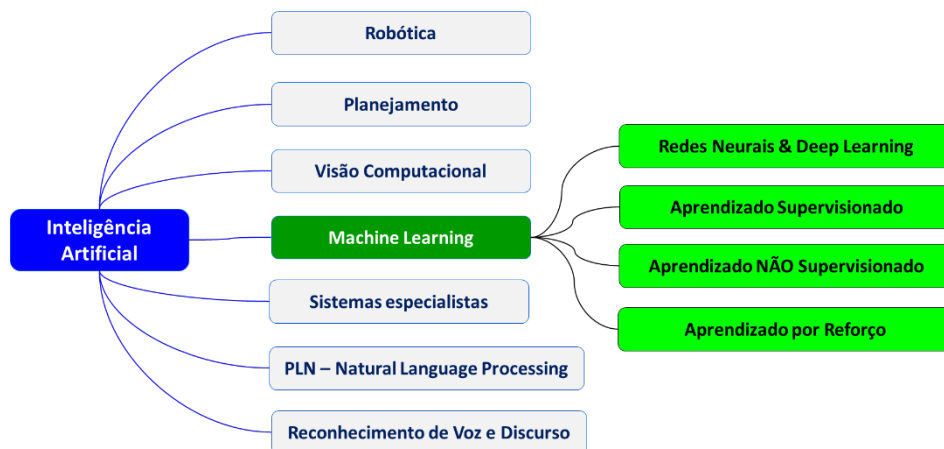 Robótica
Planejamento
Visão Computacional
Inteligência
Artificial
Machine Learning
Sistemas especialistas
PLN – Natural Language Processing
Reconhecimento de Voz e Discurso
Redes Neurais & Deep Learning
Aprendizado Supervisionado
Aprendizado NÃO Supervisionado
Aprendizado por Reforço